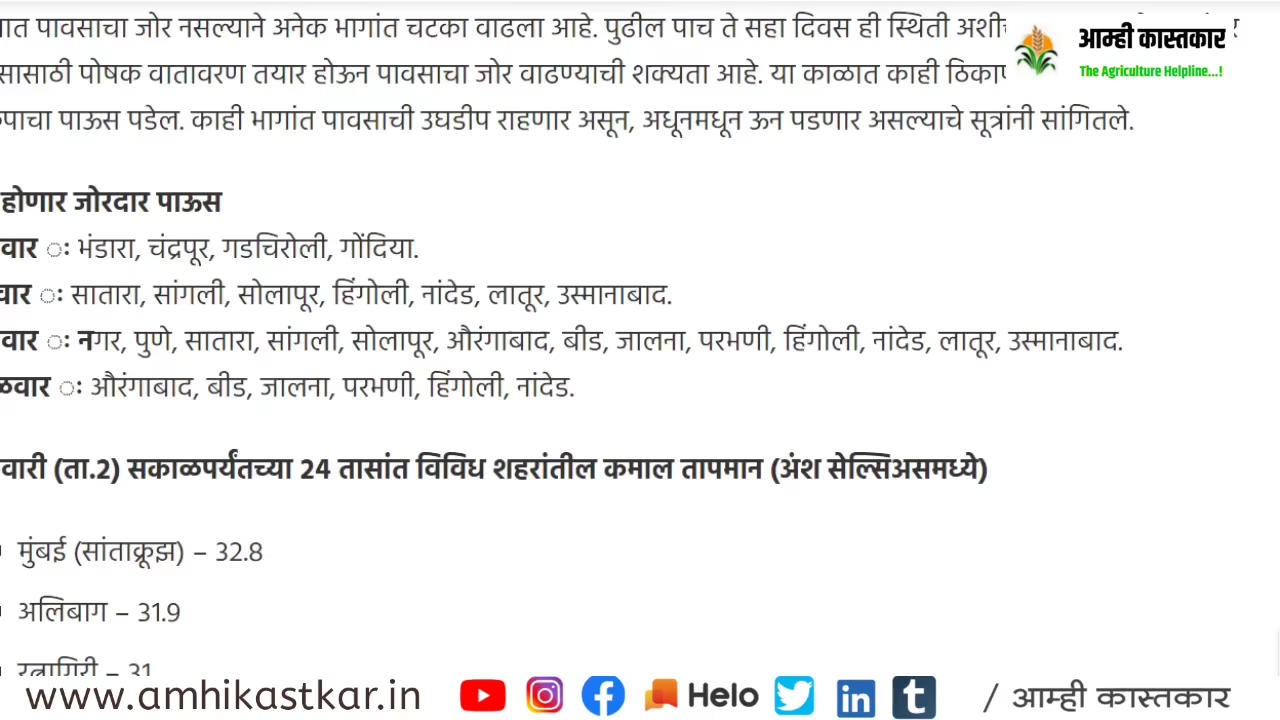 पावसाचा जोर नसल्याने अनेक भागांत चटका वाढला आहे. पुढील पाच ते सहा दिवस ही स्थिती
पोषक वातावरण तयार होऊन पावसाचा जोर वाढण्याची शक्यता आहे. या काळात काही
पाऊस पडेल. काही भागांत पावसाची उघडीप राहणार असून, अधूनमधून ऊन पडणार असल्याचे सूत्रांनी सांगितले.
आम्ही कास्तकार
The Agriculture Helpline...!
होणार जोरदार पाऊस
वार ः भंडारा, चंद्रपूर, गडचिरोली, गोंदिया.
वार ः सातारा, सांगली, सोलापूर, हिंगोली, नांदेड, लातूर, उस्मानाबाद.
वार ः नगर, पुणे, सातारा, सांगली, सोलापूर, औरंगाबाद, बीड, जालना, परभणी, हिंगोली, नांदेड, लातूर, उस्मानाबाद.
ळवार ः औरंगाबाद, बीड, जालना, परभणी, हिंगोली, नांदेड.
वारी (ता.2) सकाळपर्यंतच्या 24 तासांत विविध शहरांतील कमाल तापमान (अंश सेल्सिअसमध्ये)
मुंबई (सांताक्रूझ) – 32.8
अलिबाग – 31.9
रत्नागिरी – 31
www.amhikastkar.in Helo / आम्ही कास्तकार